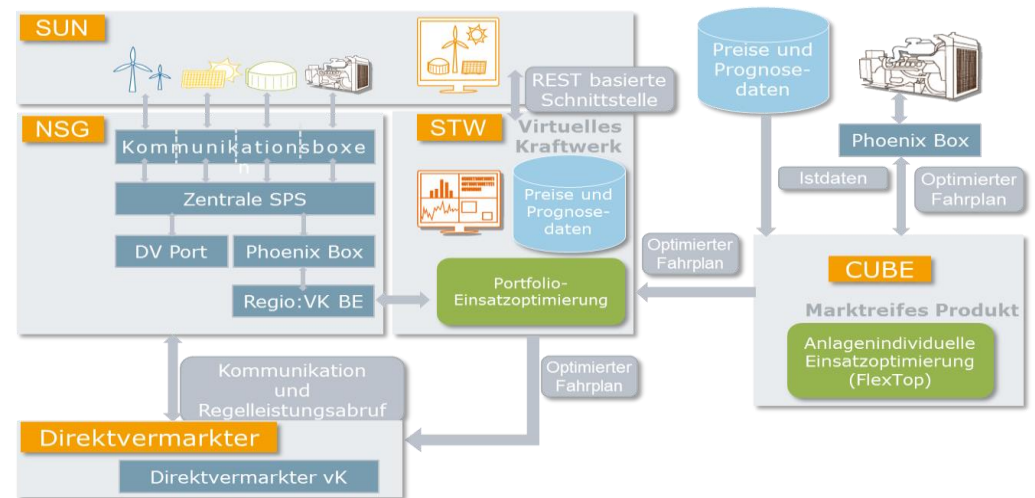 SUN
REST basierte
Schnittstelle
Preise und
Prognose-
daten
NSG
Kommunikationsboxe
n
Zentrale SPS
DV Port
Phoenix Box
Regio:VK BE
STW
Virtuelles
Kraftwerk
Preise und
Prognose-
daten
Portfolio-
Einsatzoptimierung
Phoenix Box
Istdaten
Optimierter
Fahrplan
Optimierter
Fahrplan
CUBE
Marktreifes Produkt
Anlagenindividuelle
Einsatzoptimierung
(FlexTop)
Kommunikation
und
Regelleistungsabruf
Optimierter
Fahrplan
Direktvermarkter
Direktvermarkter vK